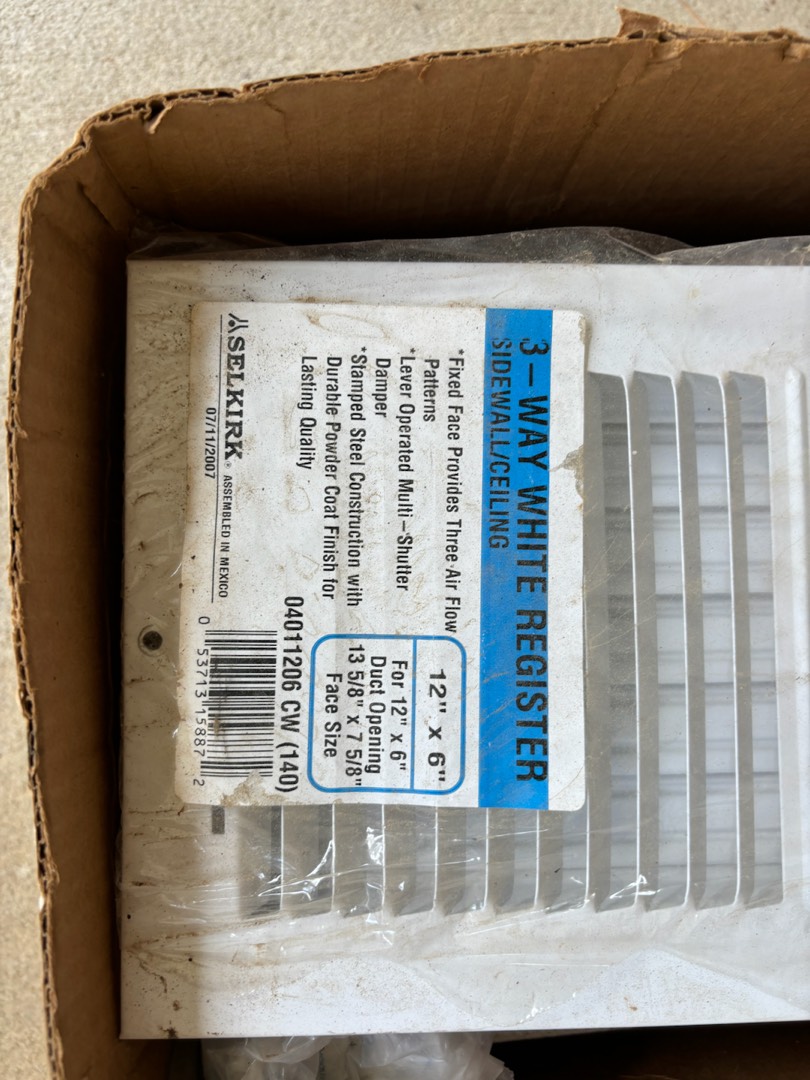 3 – WAY WHITE REGISTER
SIDEWALL/CEILING
*Fixed Face Provides Three Air Flow
Patterns
*Lever Operated Multi – Shutter
Damper
*Stamped Steel Construction with
Durable Powder Coat Finish for
Lasting Quality
12" x 6"
For 12" x 6"
Duct Opening
13 5/8" x 7 5/8"
Face Size
04011206 CW (140)
SELKIRK® ASSEMBLED IN MEXICO
07/11/2007
0 53713 15887 2